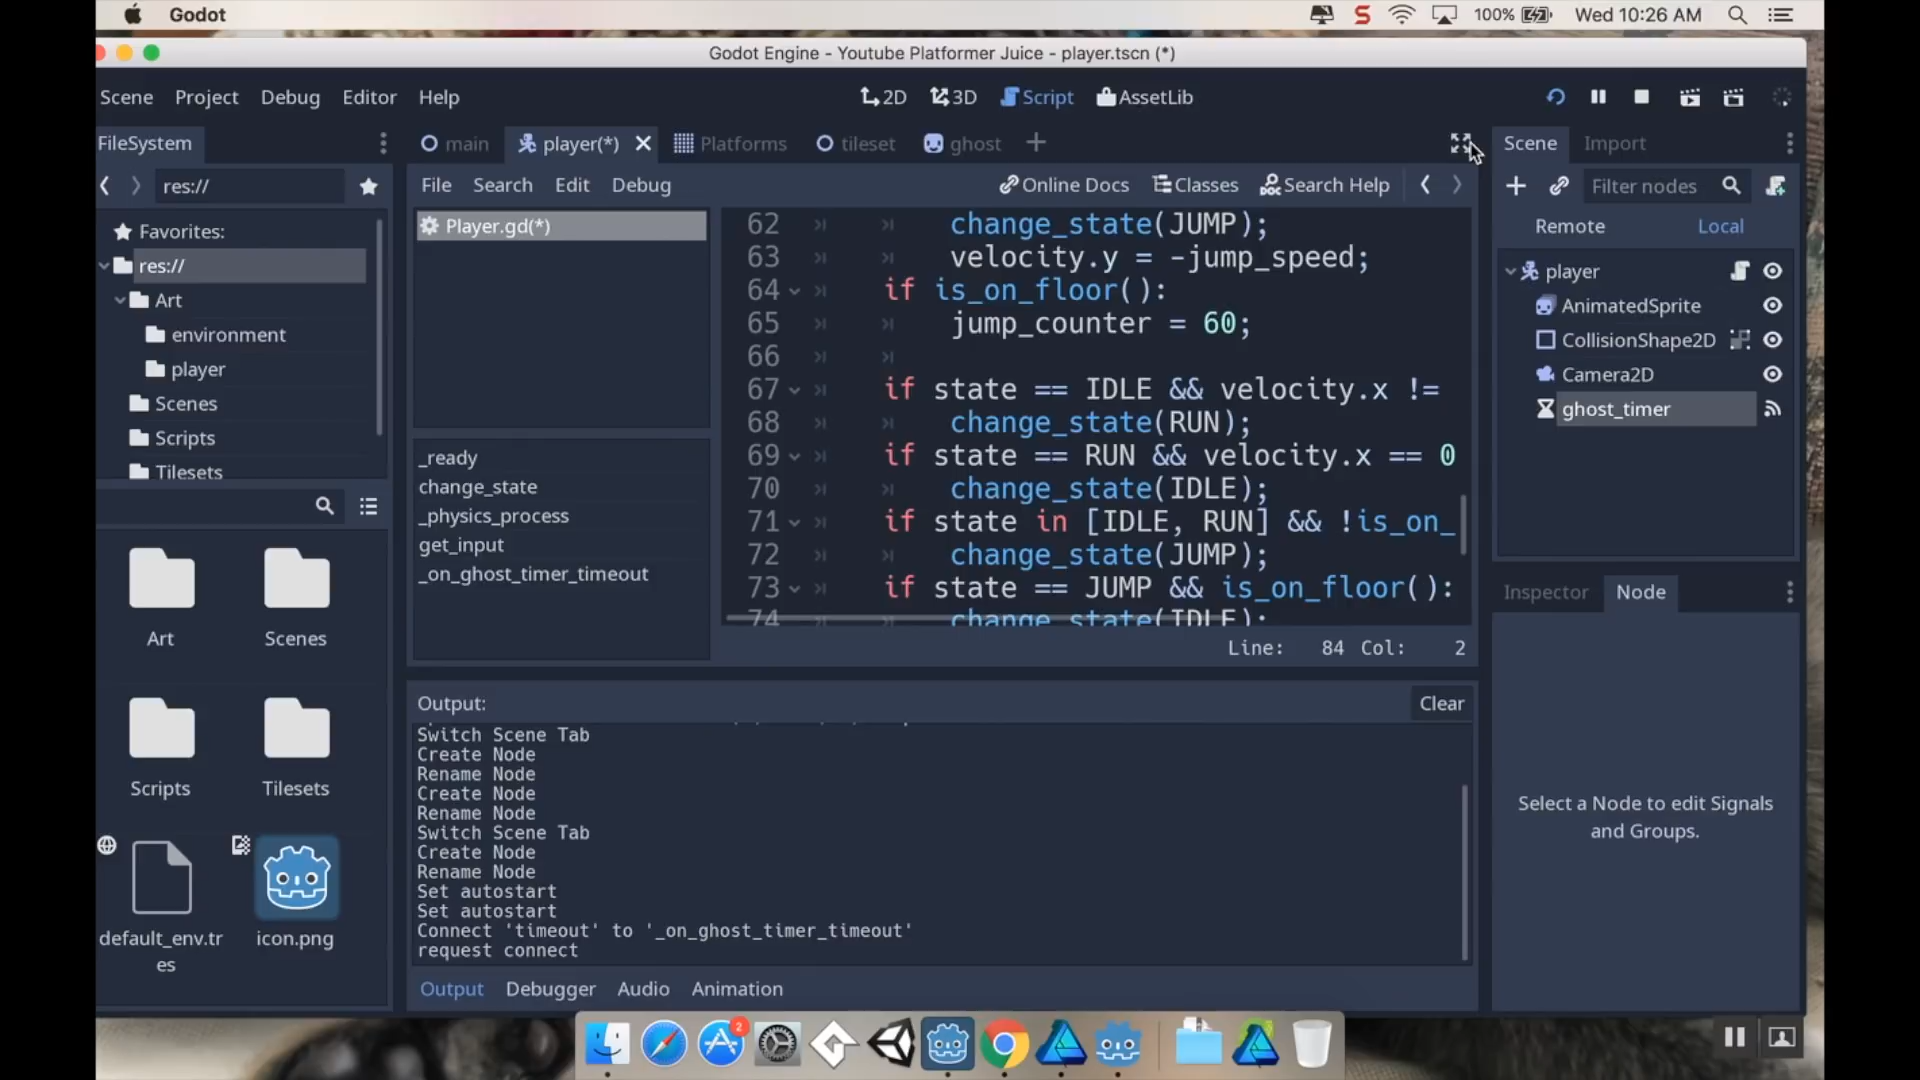 Godot
100%
Wed 10:26 AM
Godot Engine - Youtube Platformer Juice - player.tscn (*)
Scene Project Debug Editor Help
2D 3D Script AssetLib
FileSystem
main player(*) Platforms tileset ghost
Scene Import
res://
File Search Edit Debug
Online Docs Classes Search Help
Filter nodes
Favorites:
res://
Art
environment
player
Scenes
Scripts
Tilesets
Player.gd(*)
_ready
change_state
_physics_process
get_input
_on_ghost_timer_timeout
62 change_state(JUMP);
63 velocity.y = -jump_speed;
64 if is_on_floor():
65 jump_counter = 60;
66
67 if state == IDLE && velocity.x !=
68 change_state(RUN);
69 if state == RUN && velocity.x == 0
70 change_state(IDLE);
71 if state in [IDLE, RUN] && !is_on_
72 change_state(JUMP);
73 if state == JUMP && is_on_floor():
74 change_state(IDLE);
Line: 84 Col: 2
Remote Local
player
AnimatedSprite
CollisionShape2D
Camera2D
ghost_timer
Inspector Node
Select a Node to edit Signals
and Groups.
Art Scenes
Scripts Tilesets
default_env.tr
es
icon.png
Output: Clear
Switch Scene Tab
Create Node
Rename Node
Create Node
Rename Node
Switch Scene Tab
Create Node
Rename Node
Set autostart
Set autostart
Connect 'timeout' to '_on_ghost_timer_timeout'
request connect
Output Debugger Audio Animation
2